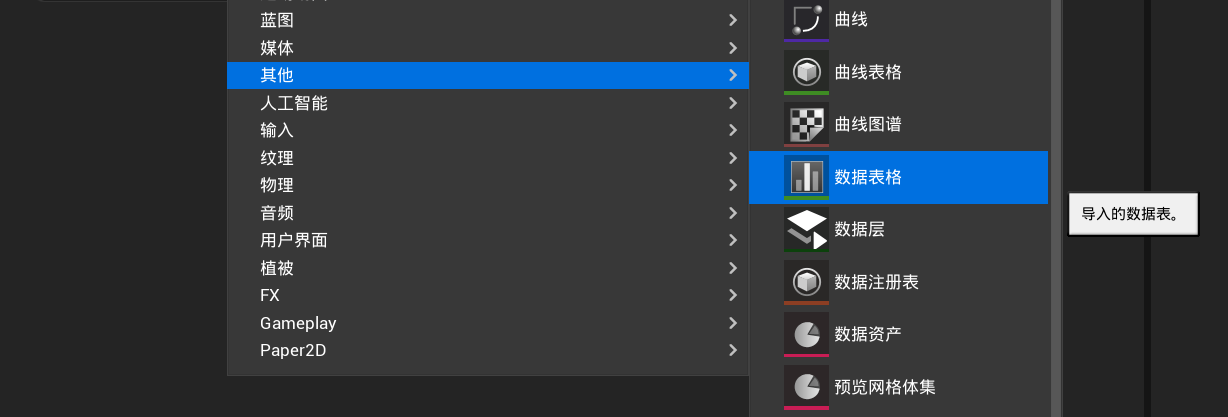 蓝图
媒体
其他
人工智能
输入
纹理
物理
音频
用户界面
植被
FX
Gameplay
Paper2D
曲线
曲线表格
曲线图谱
数据表格
数据层
数据注册表
数据资产
预览网格体集
导入的数据表。